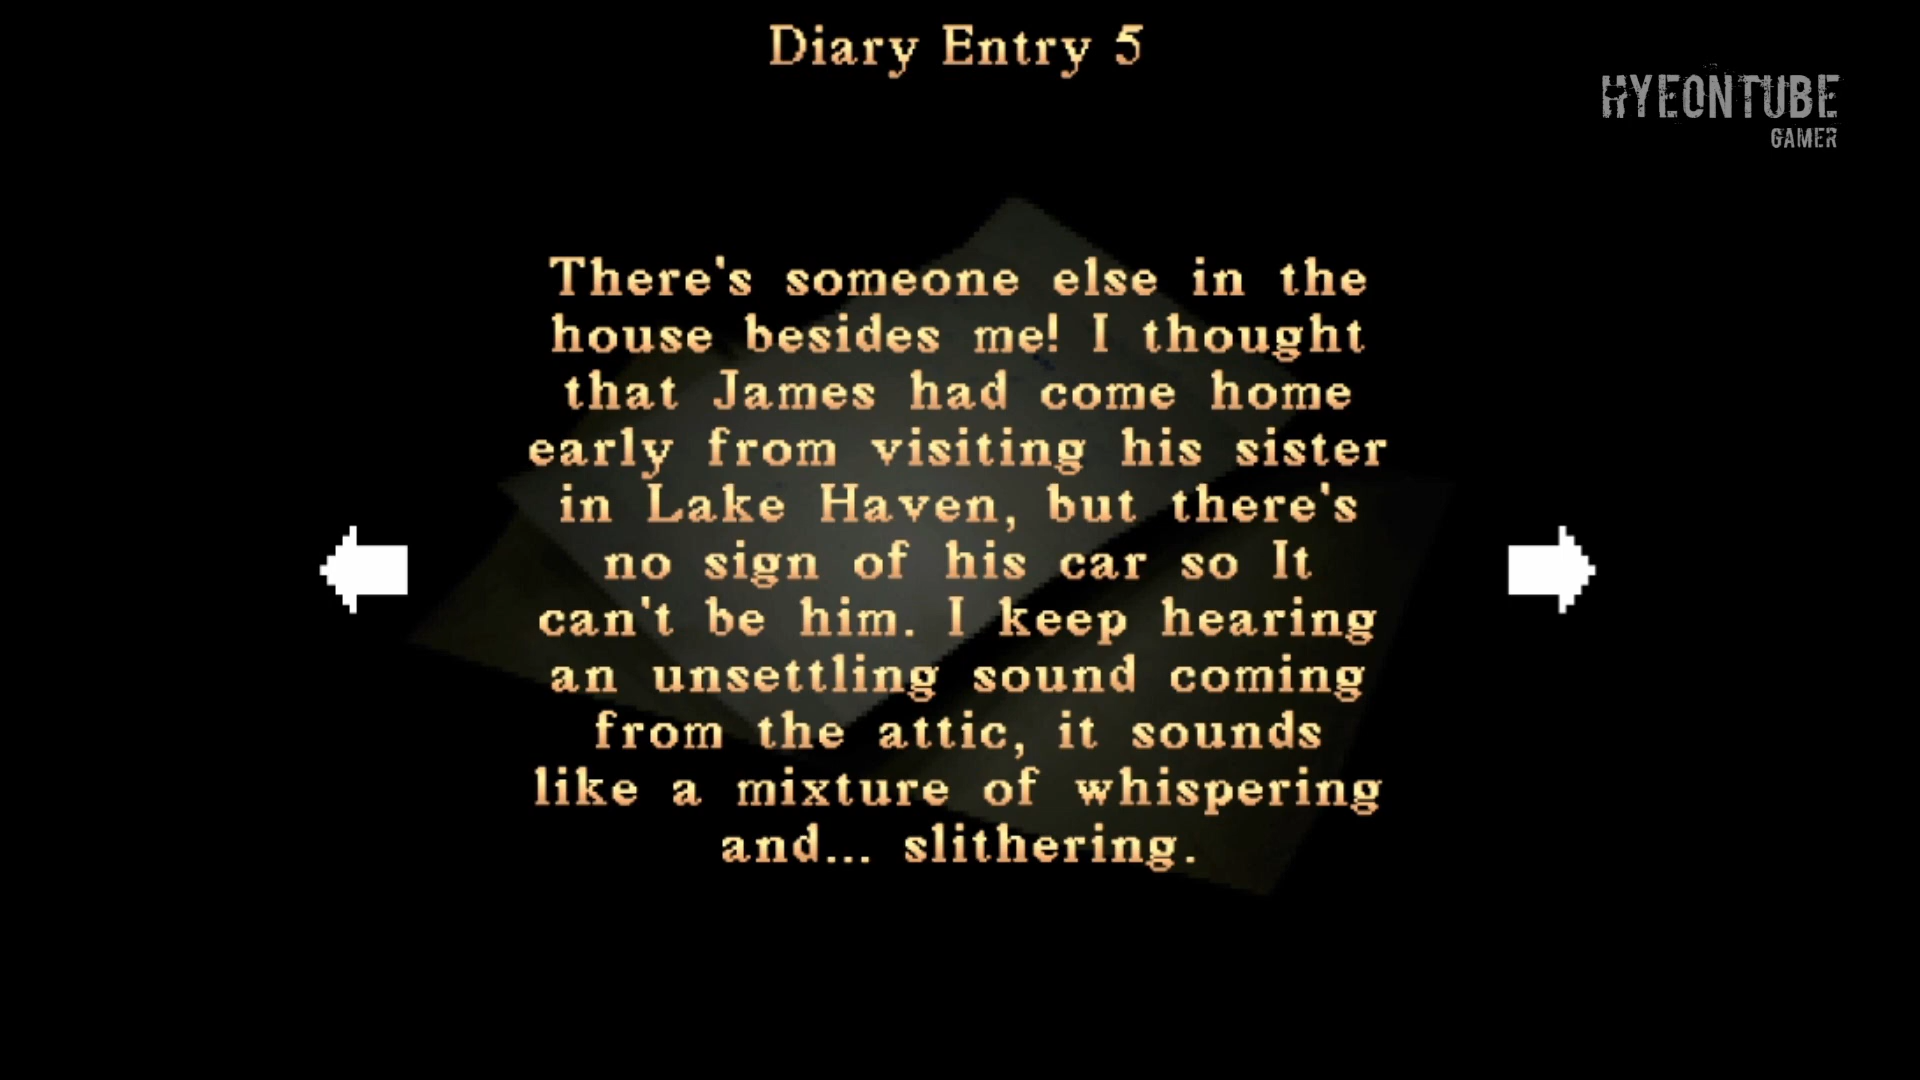 Diary Entry 5
HYEONTUBE
GAMER
There's someone else in the
house besides me! I thought
that James had come home
early from visiting his sister
in Lake Haven, but there's
no sign of his car so It
can't be him. I keep hearing
an unsettling sound coming
from the attic, it sounds
like a mixture of whispering
and... slithering.